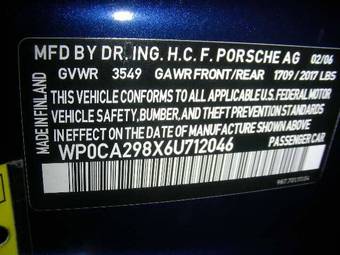 MFD BY DR. ING. H.C. F. PORSCHE AG 02/06
GVWR 3549 GAWR FRONT/REAR 1709 / 2017 LBS
THIS VEHICLE CONFORMS TO ALL APPLICABLE U.S. FEDERAL MOTOR
VEHICLE SAFETY, BUMPER, AND THEFT PREVENTION STANDARDS
IN EFFECT ON THE DATE OF MANUFACTURE SHOWN ABOVE
WP0CA298X6U712046 PASSENGER CAR
MADE IN FINLAND